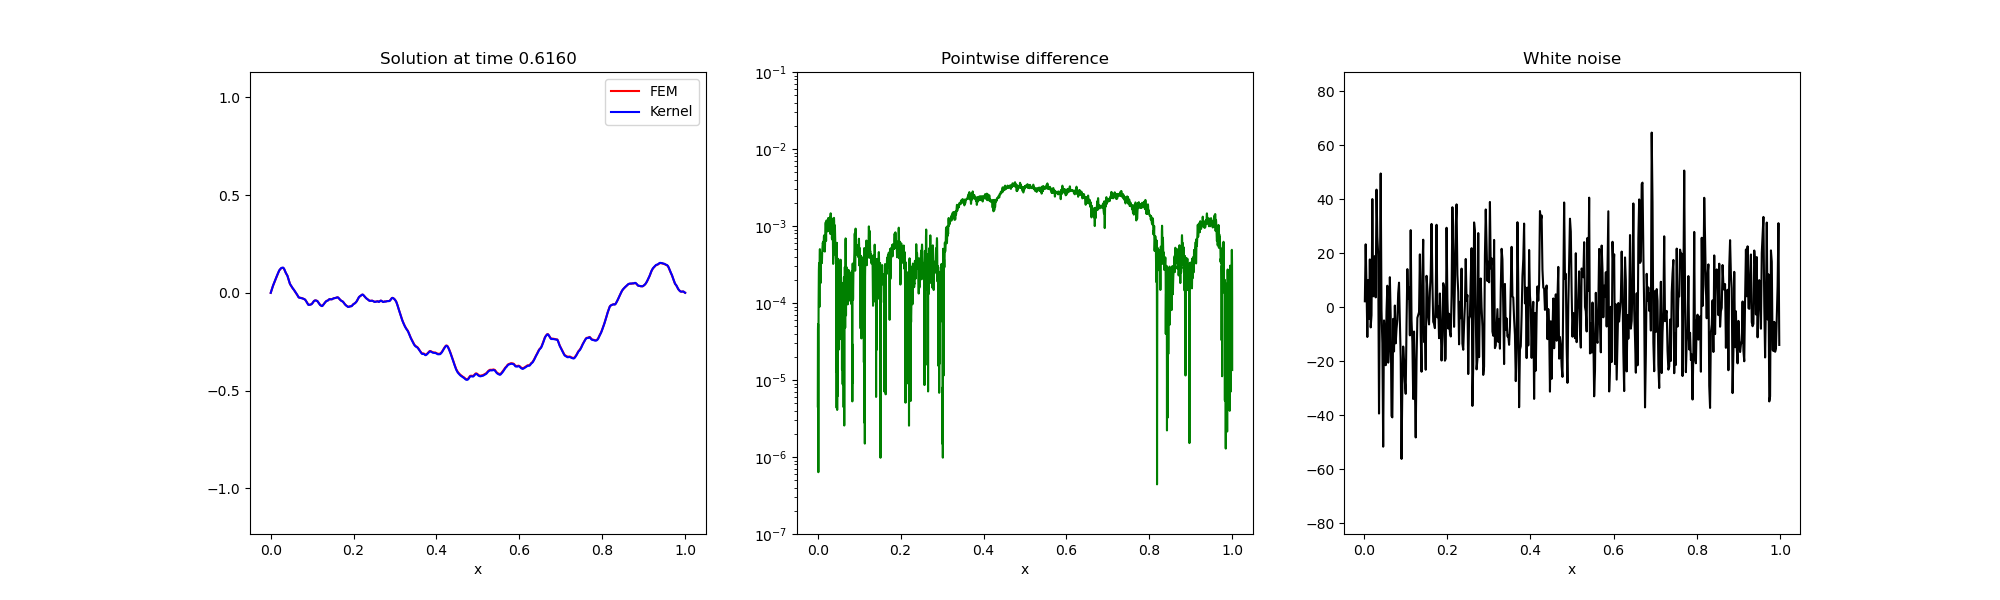 Solution at time 0.6160
1.0
0.5
0.0
−0.5
−1.0
0.0 0.2 0.4 0.6 0.8 1.0
x
FEM
Kernel
Pointwise difference
10⁻¹
10⁻²
10⁻³
10⁻⁴
10⁻⁵
10⁻⁶
10⁻⁷
0.0 0.2 0.4 0.6 0.8 1.0
x
White noise
80
60
40
20
0
−20
−40
−60
−80
0.0 0.2 0.4 0.6 0.8 1.0
x